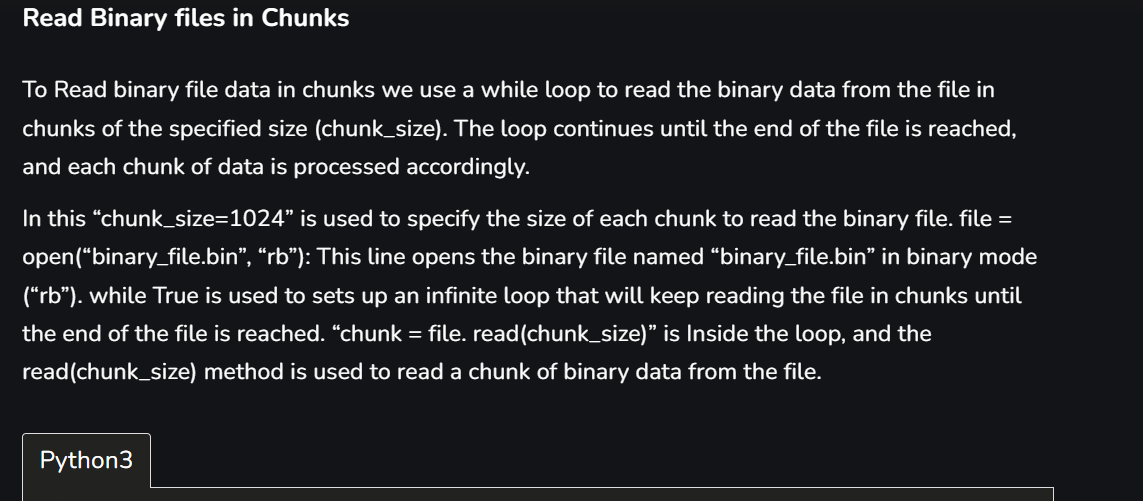 Read Binary files in Chunks
To Read binary file data in chunks we use a while loop to read the binary data from the file in
chunks of the specified size (chunk_size). The loop continues until the end of the file is reached,
and each chunk of data is processed accordingly.
In this “chunk_size=1024” is used to specify the size of each chunk to read the binary file. file =
open(“binary_file.bin”, “rb”): This line opens the binary file named “binary_file.bin” in binary mode
(“rb”). while True is used to sets up an infinite loop that will keep reading the file in chunks until
the end of the file is reached. “chunk = file. read(chunk_size)” is Inside the loop, and the
read(chunk_size) method is used to read a chunk of binary data from the file.
Python3